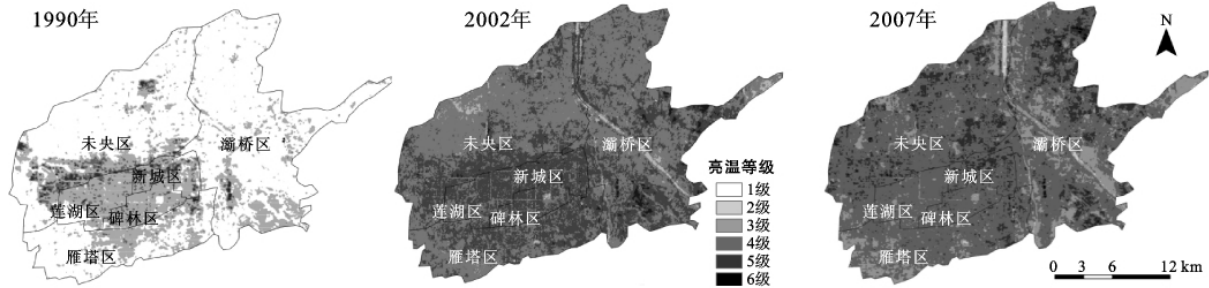 1990年
未央区
灞桥区
新城区
莲湖区
碑林区
雁塔区
2002年
未央区
灞桥区
新城区
莲湖区
碑林区
雁塔区
亮温等级
1级
2级
3级
4级
5级
6级
2007年
N
未央区
灞桥区
新城区
莲湖区
碑林区
雁塔区
0 3 6 12 km